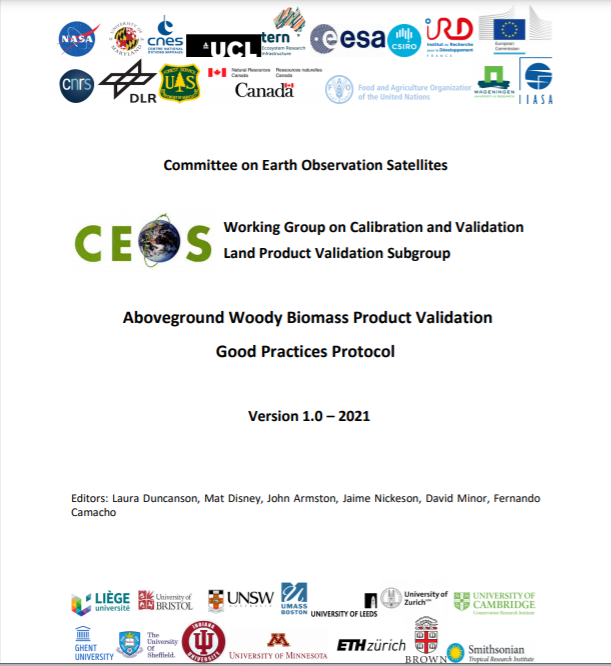 NASA
UNIVERSITY OF
MARYLAND
cnes
CENTRE NATIONAL
D'ÉTUDES SPATIALES
UCL
tern
Ecosystem Research
Infrastructure
esa
CSIRO
IRD
Institut de Recherche
pour le Développement
FRANCE
European
Commission
cnrs
DLR
FOREST SERVICE
U S
DEPARTMENT OF AGRICULTURE
Natural Resources Ressources naturelles
Canada Canada
Canada
Food and Agriculture Organization
of the United Nations
WAGENINGEN
IIASA
Committee on Earth Observation Satellites
CEOS
Working Group on Calibration and Validation
Land Product Validation Subgroup
Aboveground Woody Biomass Product Validation
Good Practices Protocol
Version 1.0 – 2021
Editors: Laura Duncanson, Mat Disney, John Armston, Jaime Nickeson, David Minor, Fernando
Camacho
LIÈGE
université
University of
BRISTOL
UNSW
AUSTRALIA
UMASS
BOSTON
UNIVERSITY OF LEEDS
University of
Zurich
UNIVERSITY OF
CAMBRIDGE
Conservation Research Institute
GHENT
UNIVERSITY
The
University
Of
Sheffield.
INDIANA
UNIVERSITY
UNIVERSITY OF MINNESOTA
ETH zürich
BROWN
Smithsonian
Tropical Research Institute